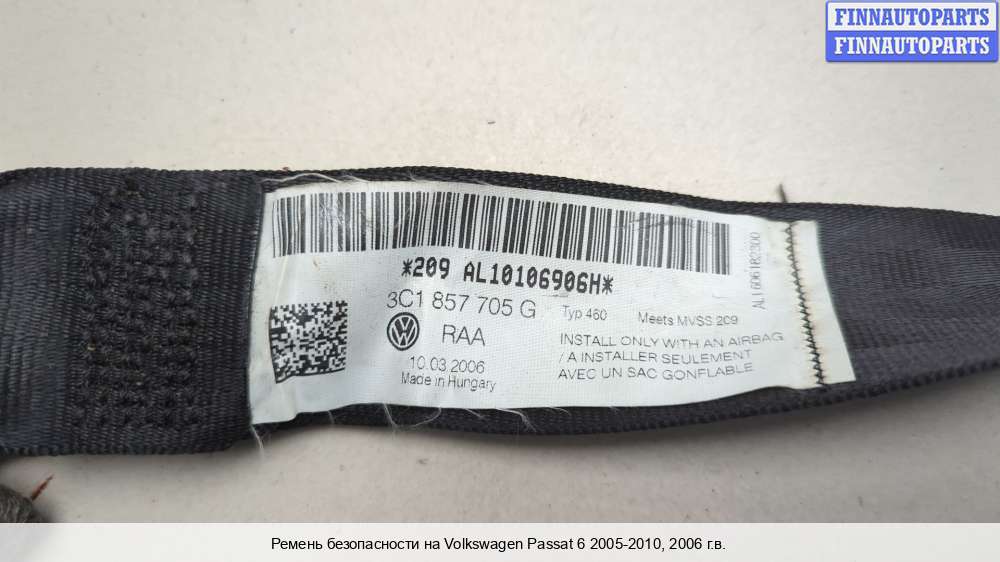 FINNAUTOPARTS
FINNAUTOPARTS
*209 AL10106906H*
3C1 857 705 G
Typ 460
Meets MVSS 209
RAA
10.03.2006
Made in Hungary
INSTALL ONLY WITH AN AIRBAG
/ A INSTALLER SEULEMENT
AVEC UN SAC GONFLABLE
AL1606182300
Ремень безопасности на Volkswagen Passat 6 2005-2010, 2006 г.в.